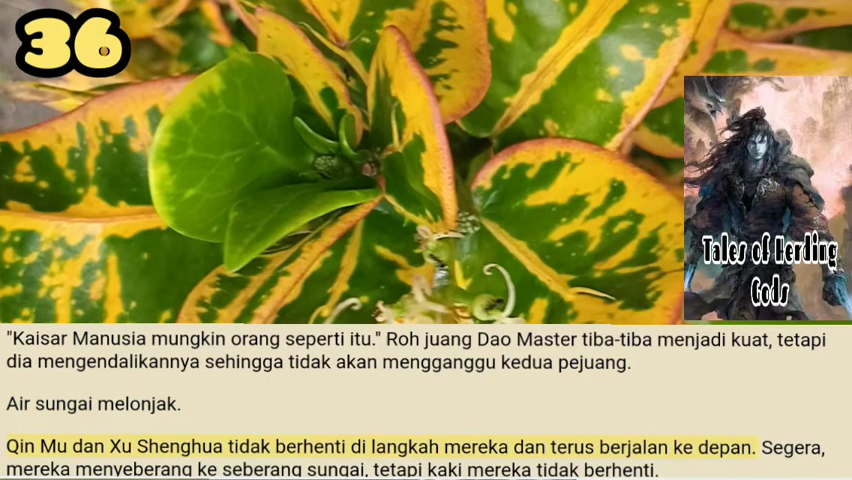 36
Tales of Herding
Gods
"Kaisar Manusia mungkin orang seperti itu." Roh juang Dao Master tiba-tiba menjadi kuat, tetapi
dia mengendalikannya sehingga tidak akan mengganggu kedua pejuang.
Air sungai melonjak.
Qin Mu dan Xu Shenghua tidak berhenti di langkah mereka dan terus berjalan ke depan. Segera,
mereka menyeberang ke seberang sungai, tetapi kaki mereka tidak berhenti.